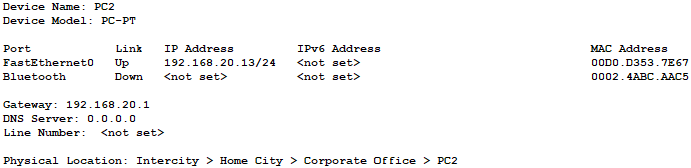 Device Name: PC2
Device Model: PC-PT
Port Link IP Address IPv6 Address MAC Address
FastEthernet0 Up 192.168.20.13/24 <not set> 00D0.D353.7E67
Bluetooth Down <not set> <not set> 0002.4ABC.AAC5
Gateway: 192.168.20.1
DNS Server: 0.0.0.0
Line Number: <not set>
Physical Location: Intercity > Home City > Corporate Office > PC2